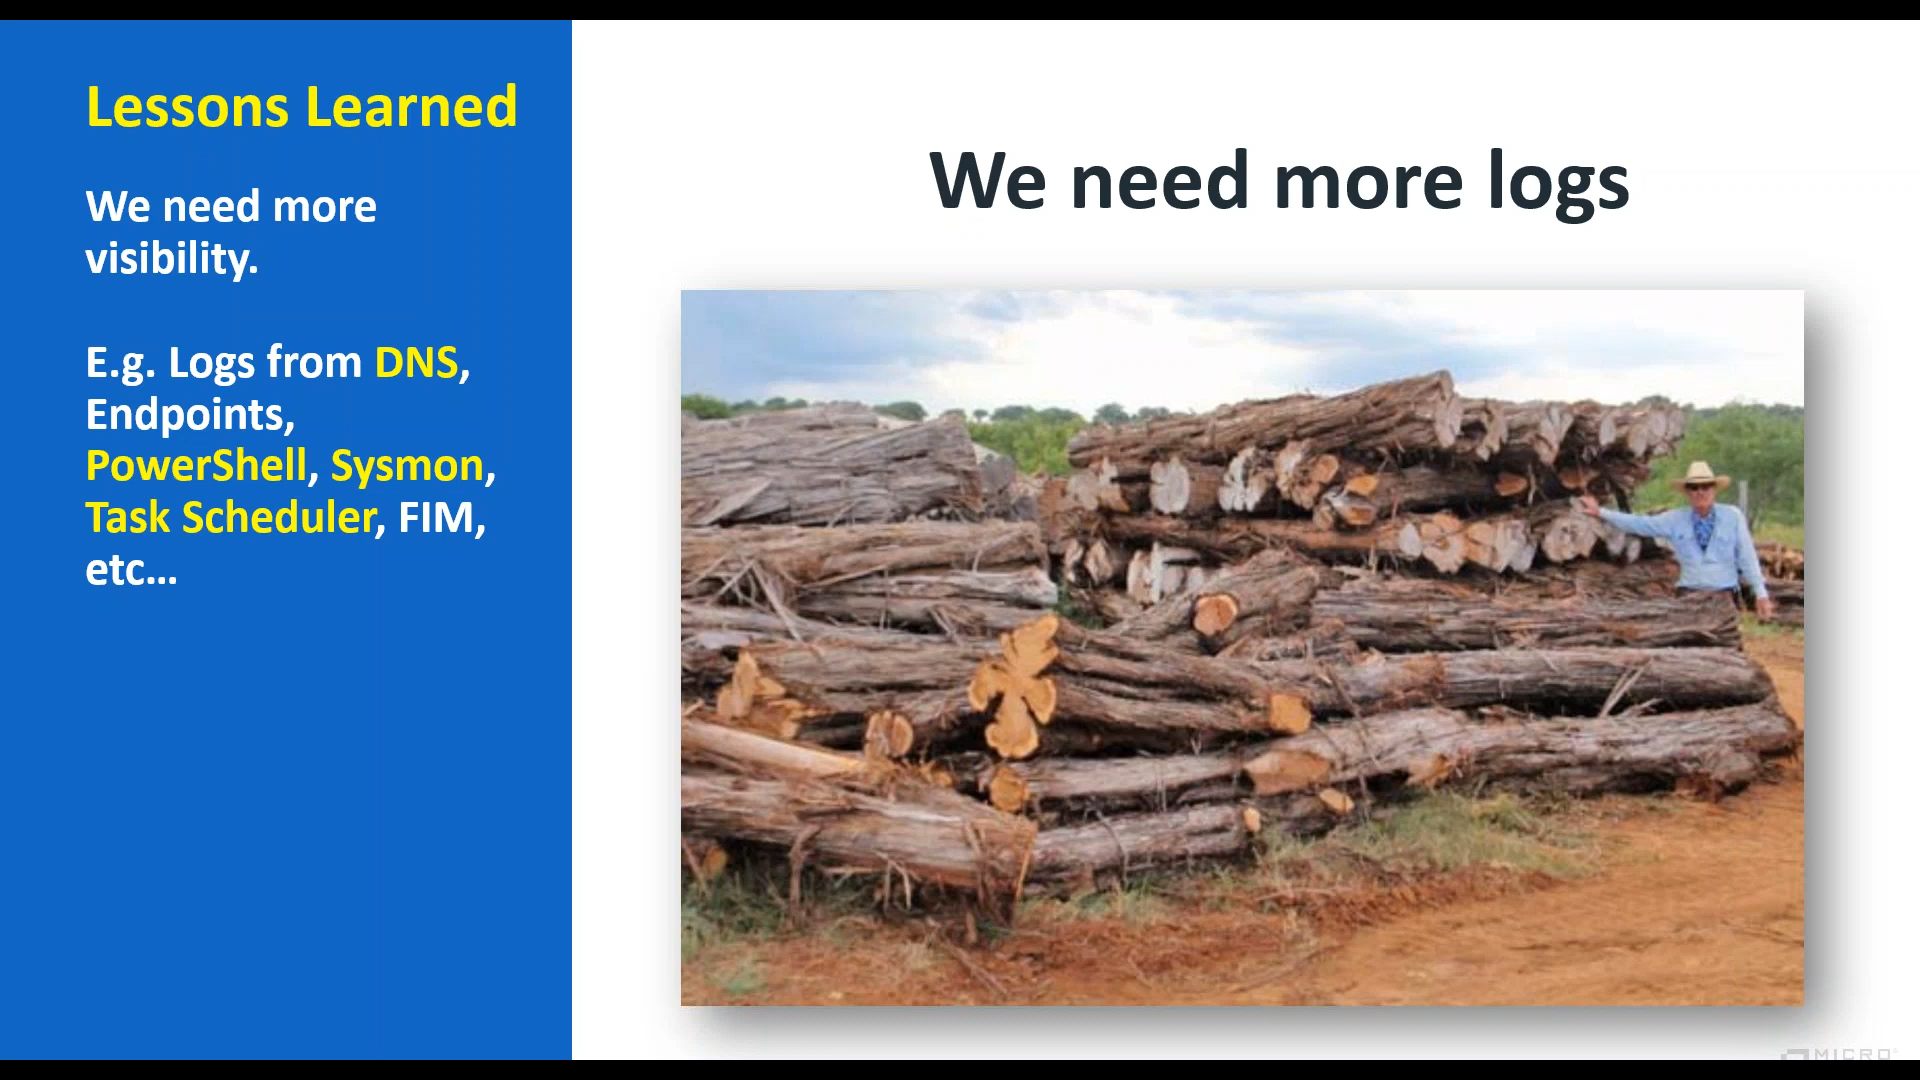 Lessons Learned
We need more
visibility.
E.g. Logs from DNS,
Endpoints,
PowerShell, Sysmon,
Task Scheduler, FIM,
etc…
We need more logs
MICRO